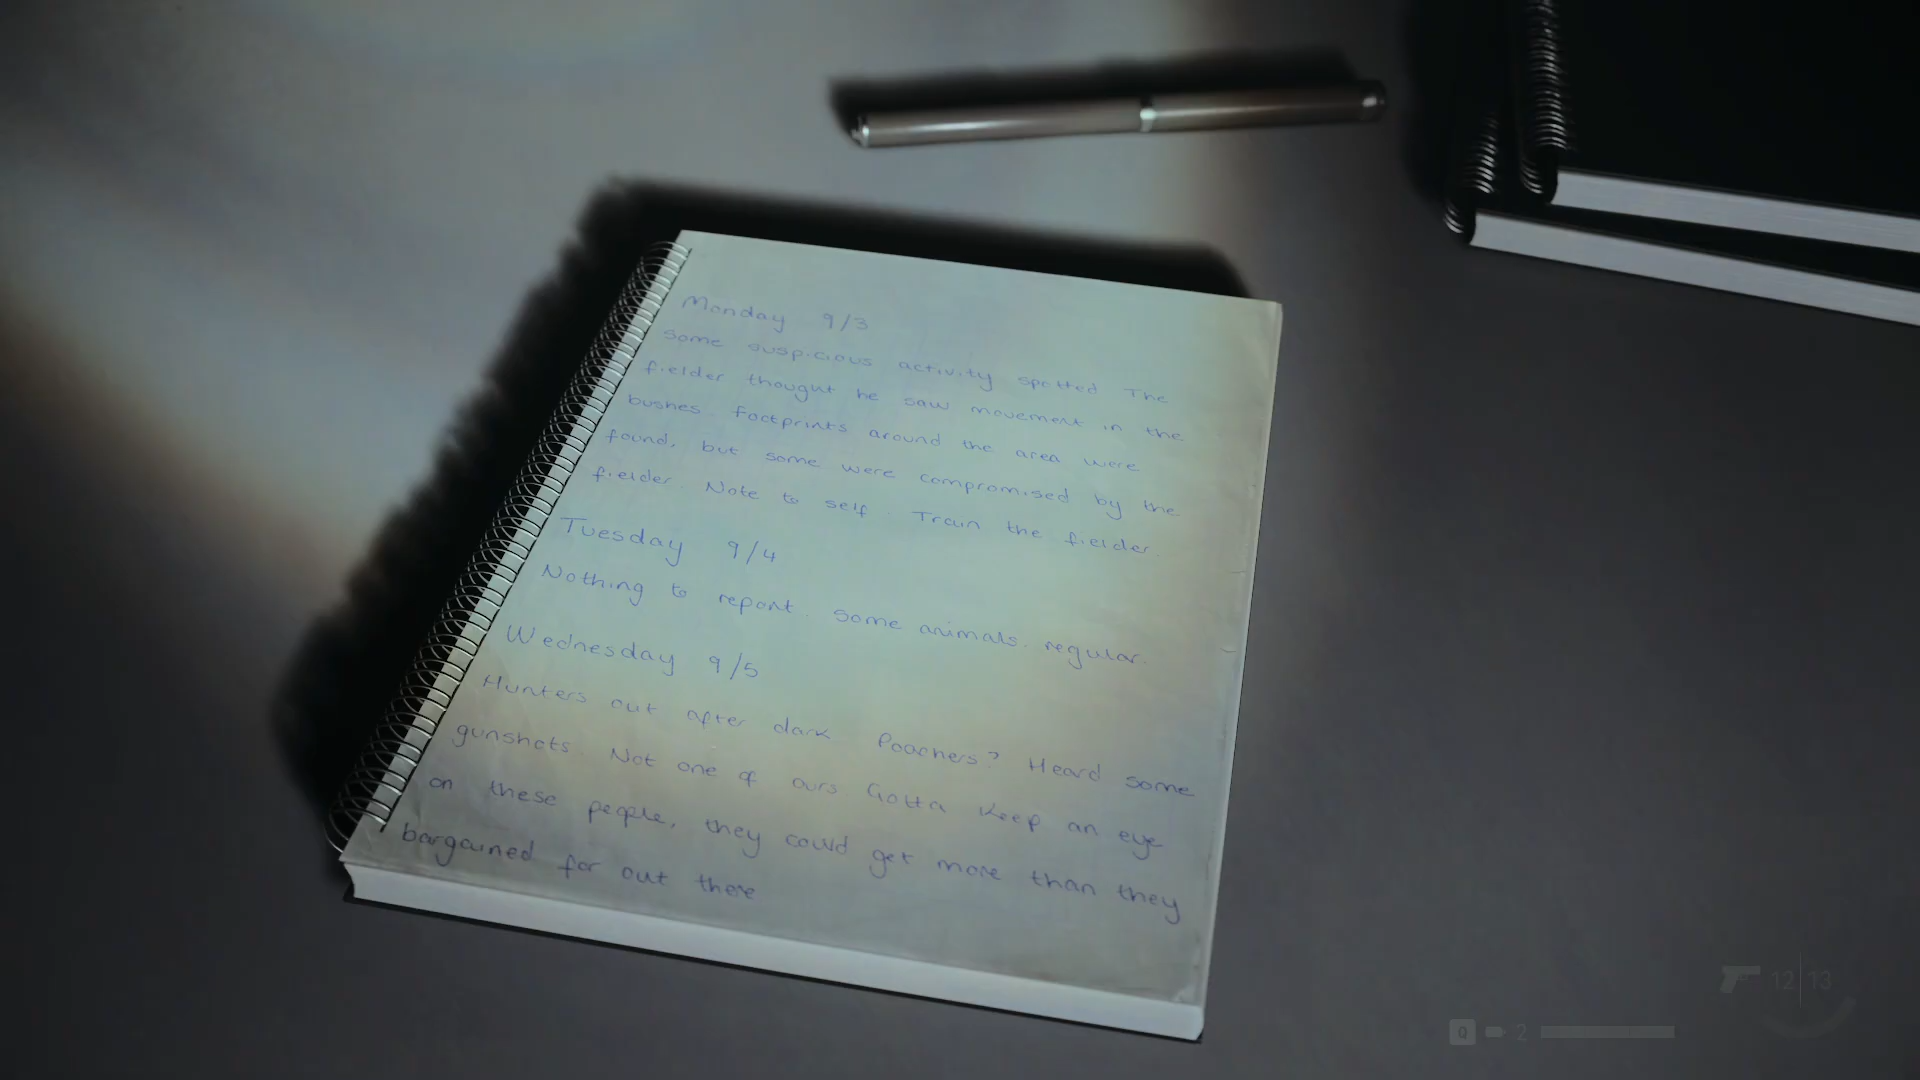 Monday 9/3
some suspicious activity spotted The
fielder thought he saw movement in the
bushes. footprints around the area were
found, but some were compromised by the
fielder. Note to self. Train the fielder
Tuesday 9/4
Nothing to report. some animals. regular.
Wednesday 9/5
Hunters out after dark Poachers? Heard some
gunshots. Not one of ours. Gotta keep an eye
on these people, they could get more than they
bargained for out there
12|13
Q 2